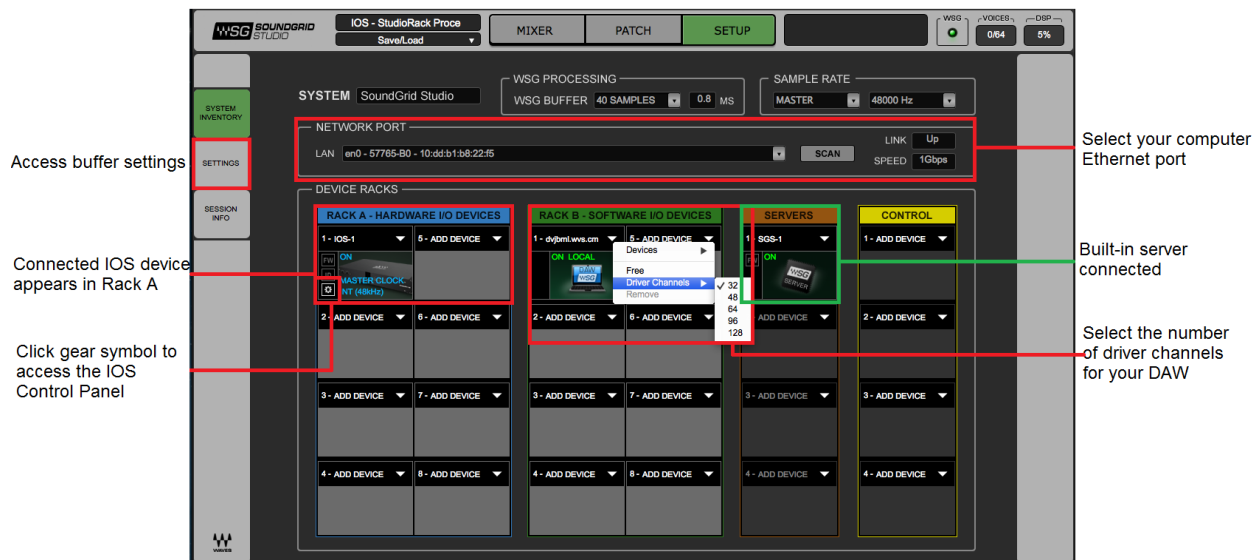 WSG SOUNDGRID STUDIO
IOS - StudioRack Proce
Save/Load
MIXER
PATCH
SETUP
WSG
VOICES
0/64
DSP
5%
SYSTEM INVENTORY
SETTINGS
SESSION INFO
SYSTEM SoundGrid Studio
WSG PROCESSING
WSG BUFFER 40 SAMPLES 0.8 MS
SAMPLE RATE
MASTER 48000 Hz
NETWORK PORT
LAN en0 - 57765-B0 - 10:dd:b1:b8:22:f5
SCAN
LINK Up
SPEED 1Gbps
Access buffer settings
Select your computer
Ethernet port
DEVICE RACKS
RACK A - HARDWARE I/O DEVICES
RACK B - SOFTWARE I/O DEVICES
SERVERS
CONTROL
1 - IOS-1
5 - ADD DEVICE
FW
I/O
ON
MASTER CLOCK
INT (48kHz)
1 - dvjbml.wvs.cm
5 - ADD DEVICE
ON LOCAL
WSG
Devices
Free
Driver Channels
Remove
32
48
64
96
128
1 - SGS-1
FW
ON
WSG
SERVER
1 - ADD DEVICE
Connected IOS device
appears in Rack A
Built-in server
connected
2 - ADD DEVICE
6 - ADD DEVICE
2 - ADD DEVICE
6 - ADD DEVICE
ADD DEVICE
2 - ADD DEVICE
Click gear symbol to
access the IOS
Control Panel
Select the number
of driver channels
for your DAW
3 - ADD DEVICE
7 - ADD DEVICE
3 - ADD DEVICE
7 - ADD DEVICE
3 - ADD DEVICE
3 - ADD DEVICE
4 - ADD DEVICE
8 - ADD DEVICE
4 - ADD DEVICE
8 - ADD DEVICE
4 - ADD DEVICE
4 - ADD DEVICE
WAVES